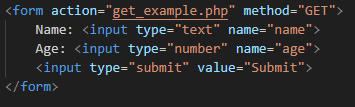 <form action="get_example.php" method="GET">
Name: <input type="text" name="name">
Age: <input type="number" name="age">
<input type="submit" value="Submit">
</form>